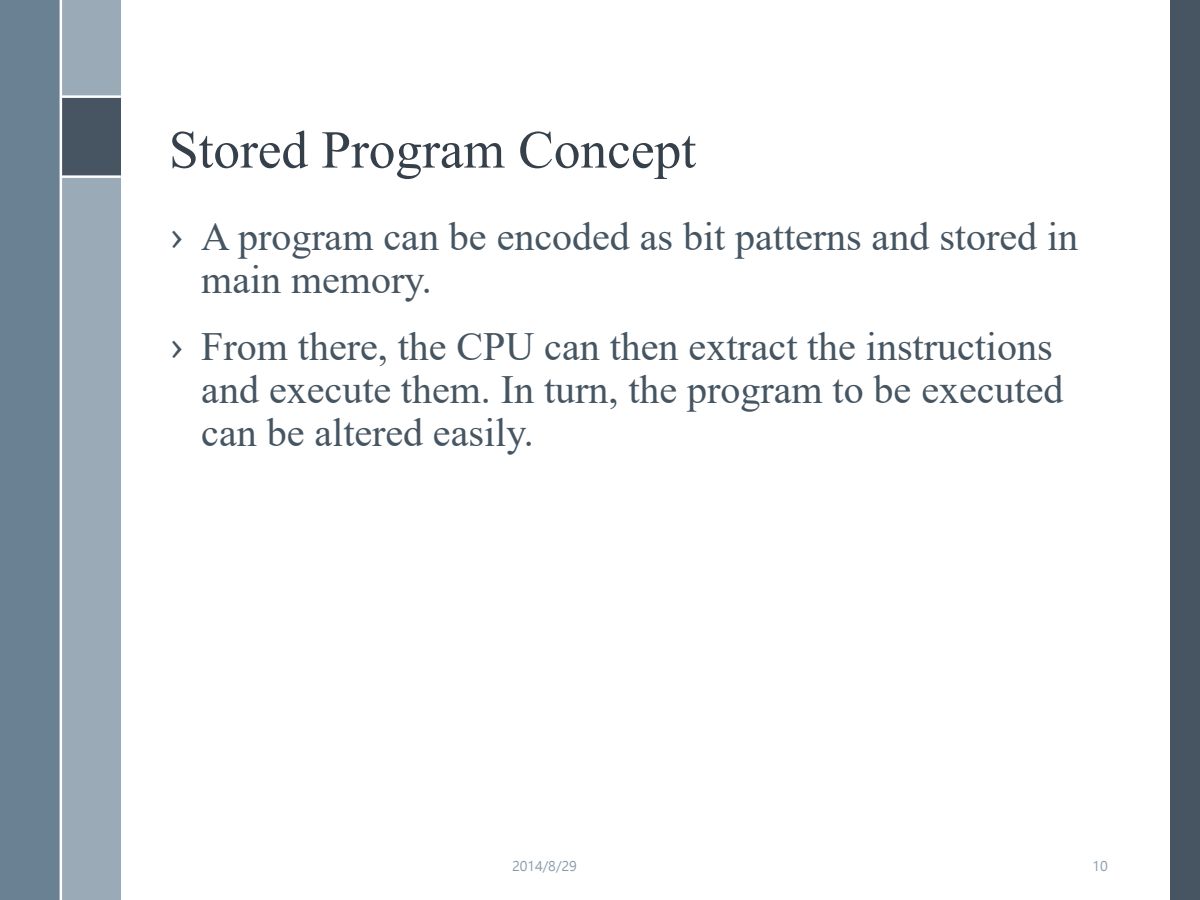 Stored Program Concept
› A program can be encoded as bit patterns and stored in
main memory.
› From there, the CPU can then extract the instructions
and execute them. In turn, the program to be executed
can be altered easily.
2014/8/29
10